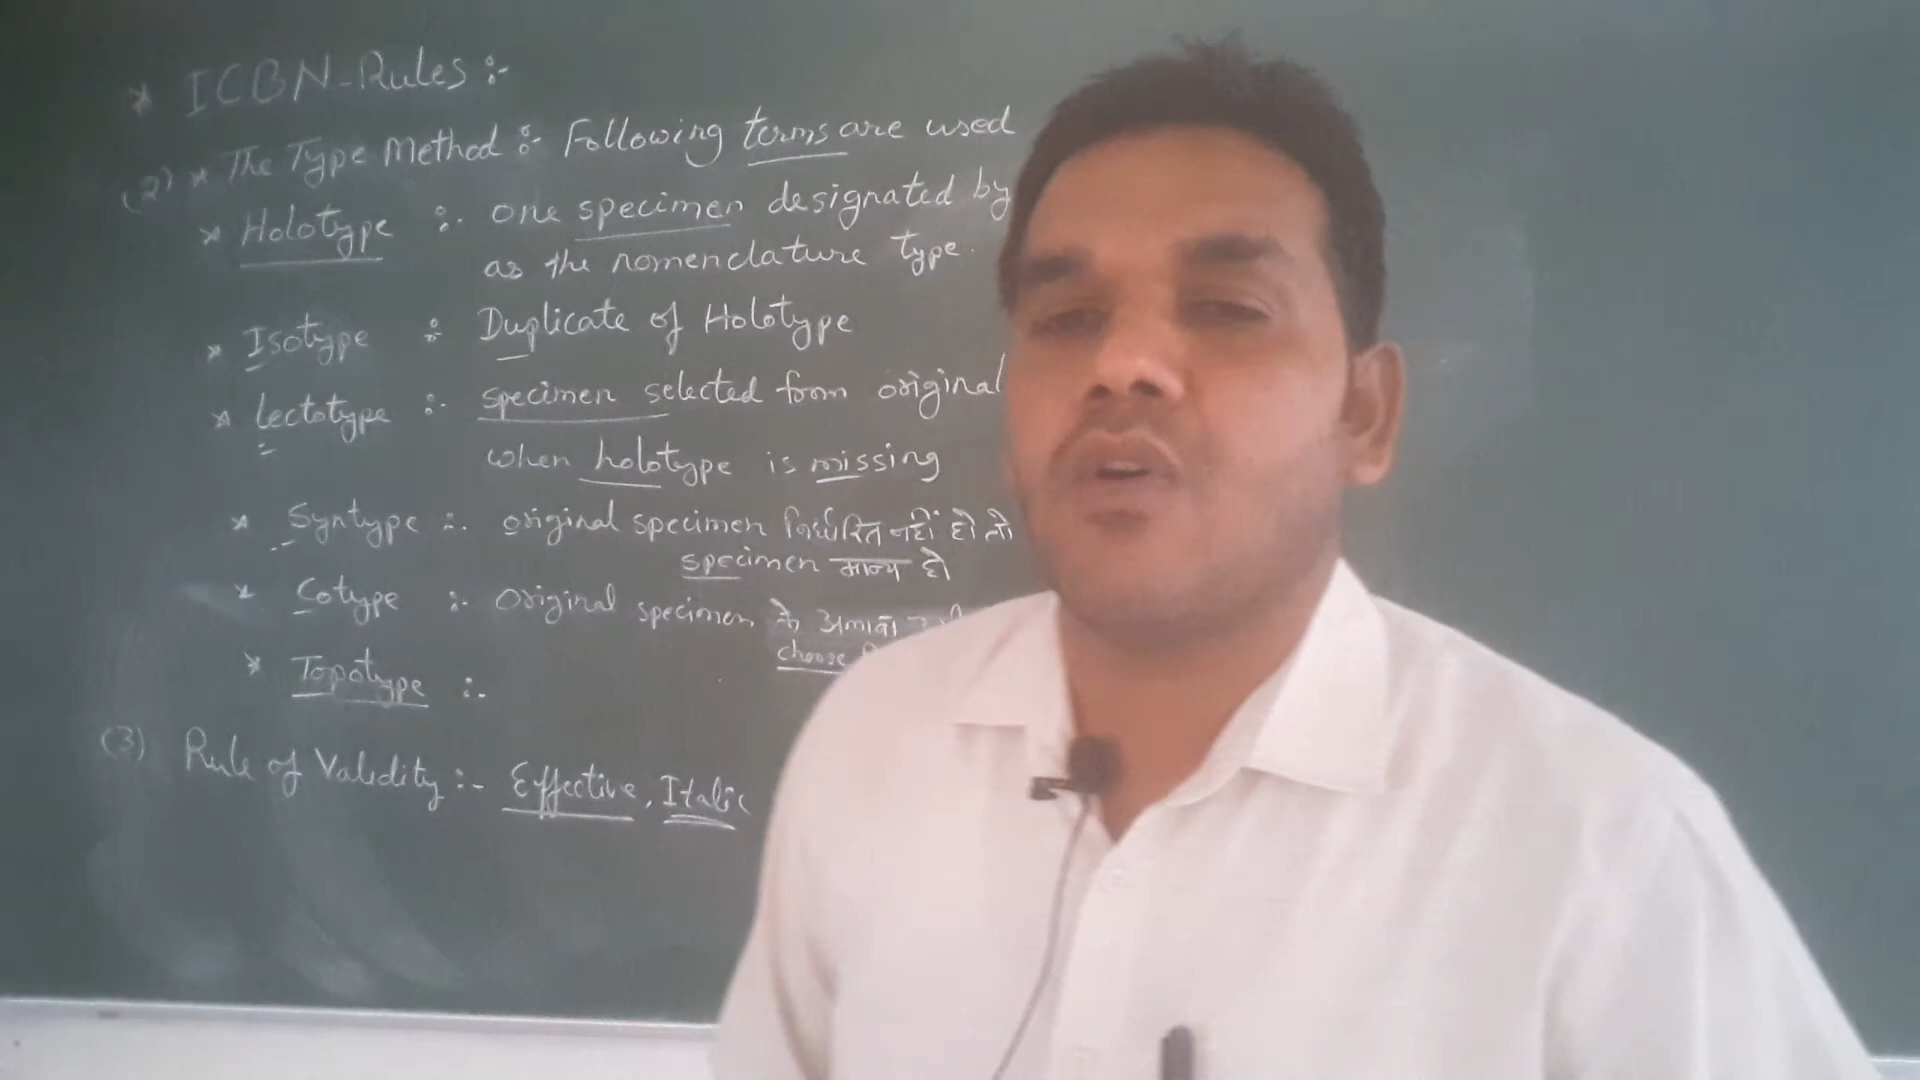 * ICBN-Rules :-
(2) * The Type Method :- Following terms are used
* Holotype :- one specimen designated by
as the nomenclature type.
* Isotype : Duplicate of Holotype
* Lectotype :- specimen selected from original
when holotype is missing
* Syntype :- original specimen निर्धारित नहीं हो तो
specimen मान्य हो
* Cotype :- Original specimen के अभाव
choose
* Topotype :-
(3) Rule of Validity :- Effective, Italic